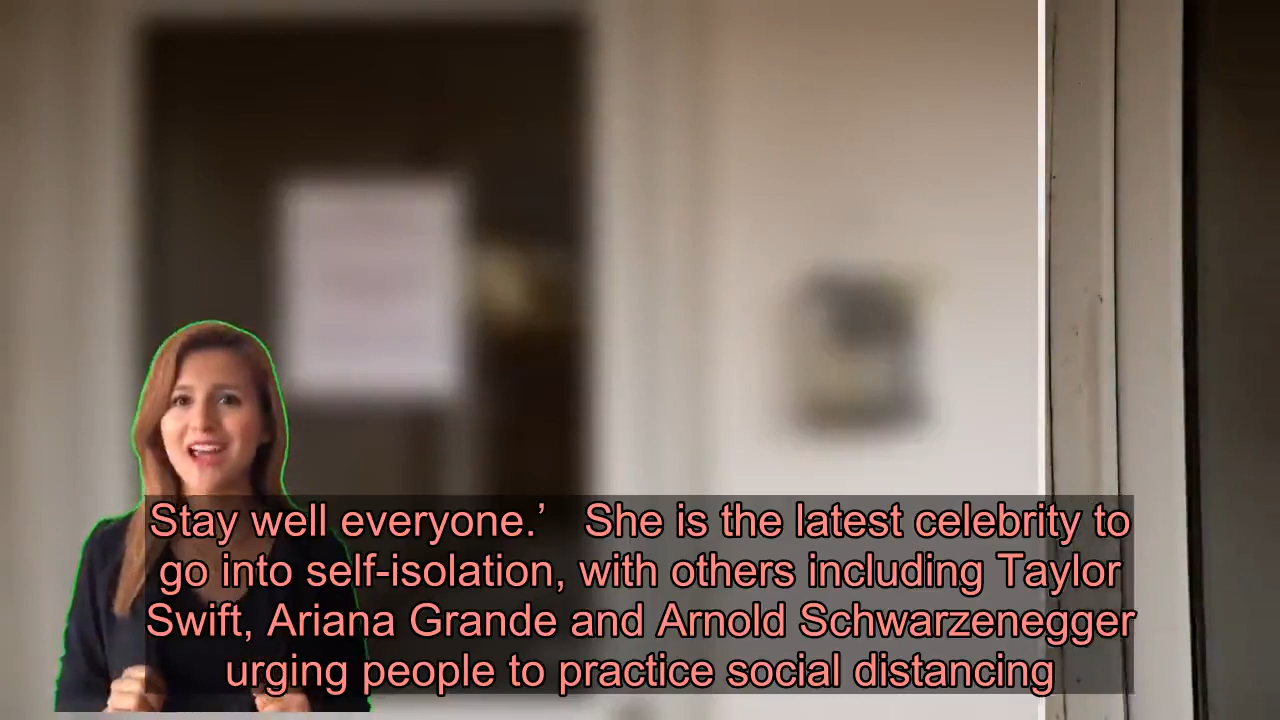 Stay well everyone.’   She is the latest celebrity to
go into self-isolation, with others including Taylor
Swift, Ariana Grande and Arnold Schwarzenegger
urging people to practice social distancing